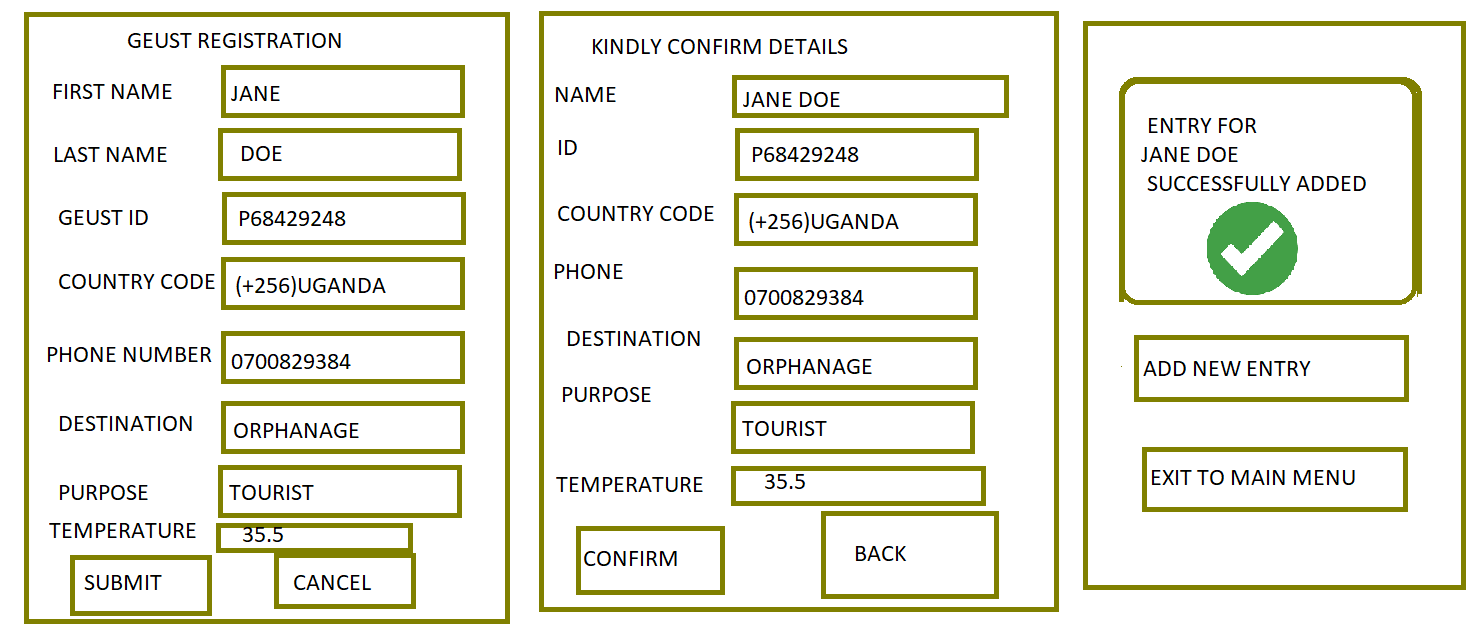 GEUST REGISTRATION
FIRST NAME JANE
LAST NAME DOE
GEUST ID P68429248
COUNTRY CODE (+256)UGANDA
PHONE NUMBER 0700829384
DESTINATION ORPHANAGE
PURPOSE TOURIST
TEMPERATURE 35.5
SUBMIT CANCEL
KINDLY CONFIRM DETAILS
NAME JANE DOE
ID P68429248
COUNTRY CODE (+256)UGANDA
PHONE 0700829384
DESTINATION ORPHANAGE
PURPOSE TOURIST
TEMPERATURE 35.5
CONFIRM BACK
ENTRY FOR
JANE DOE
SUCCESSFULLY ADDED
ADD NEW ENTRY
EXIT TO MAIN MENU